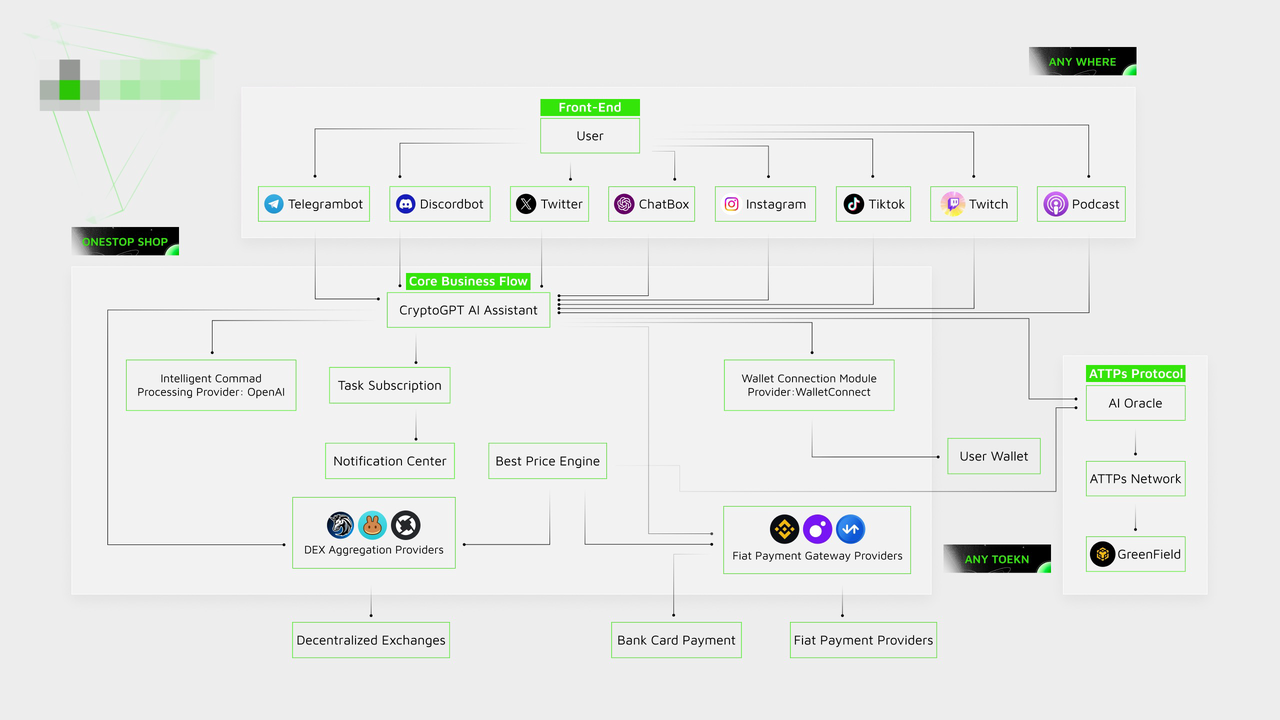 ANY WHERE
Front-End
User
Telegrambot
Discordbot
Twitter
ChatBox
Instagram
Tiktok
Twitch
Podcast
ONESTOP SHOP
Core Business Flow
CryptoGPT AI Assistant
Intelligent Commad
Processing Provider: OpenAI
Task Subscription
Wallet Connection Module
Provider:WalletConnect
ATTPs Protocol
AI Oracle
Notification Center
Best Price Engine
User Wallet
ATTPs Network
DEX Aggregation Providers
Fiat Payment Gateway Providers
ANY TOEKN
GreenField
Decentralized Exchanges
Bank Card Payment
Fiat Payment Providers